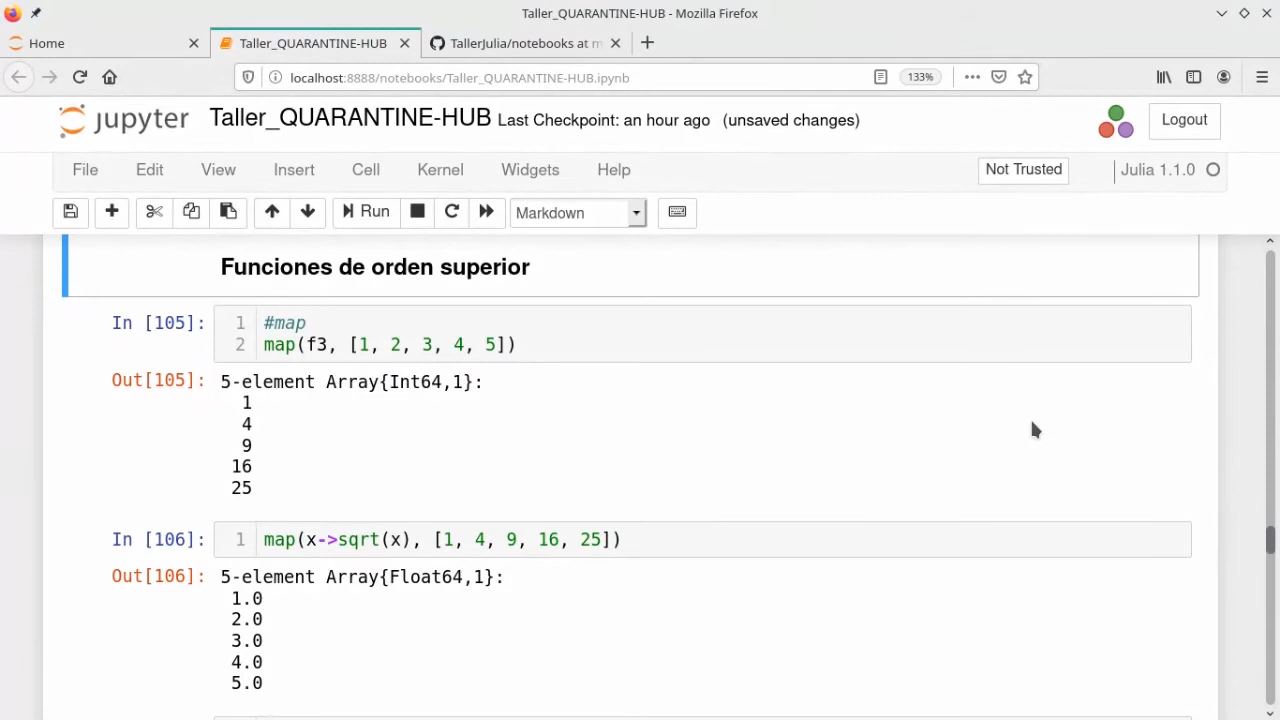 Taller_QUARANTINE-HUB - Mozilla Firefox
Home
Taller_QUARANTINE-HUB
TallerJulia/notebooks at m
localhost:8888/notebooks/Taller_QUARANTINE-HUB.ipynb
133%
jupyter Taller_QUARANTINE-HUB Last Checkpoint: an hour ago (unsaved changes)
Logout
File Edit View Insert Cell Kernel Widgets Help
Not Trusted
Julia 1.1.0
Run
Markdown
Funciones de orden superior
In [105]: 1 #map
2 map(f3, [1, 2, 3, 4, 5])
Out[105]: 5-element Array{Int64,1}:
1
4
9
16
25
In [106]: 1 map(x->sqrt(x), [1, 4, 9, 16, 25])
Out[106]: 5-element Array{Float64,1}:
1.0
2.0
3.0
4.0
5.0